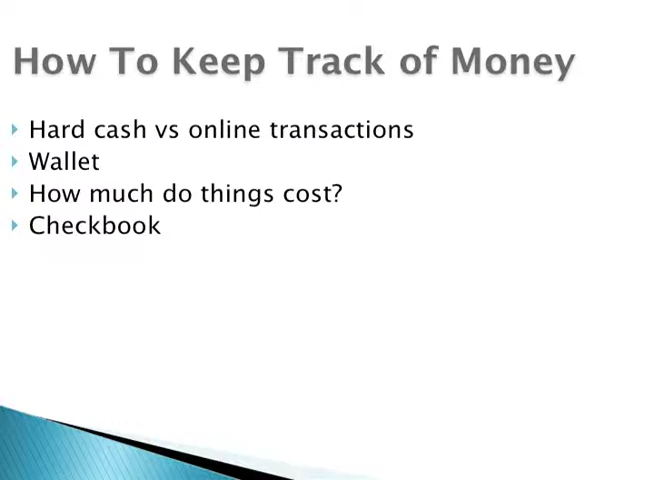 How To Keep Track of Money
Hard cash vs online transactions
Wallet
How much do things cost?
Checkbook